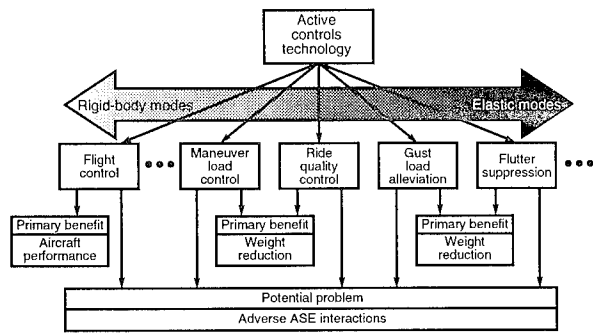 Active
controls
technology
Rigid-body modes
Elastic modes
Flight
control
Maneuver
load
control
Ride
quality
control
Gust
load
alleviation
Flutter
suppression
Primary benefit
Aircraft
performance
Primary benefit
Weight
reduction
Primary benefit
Weight
reduction
Potential problem
Adverse ASE interactions